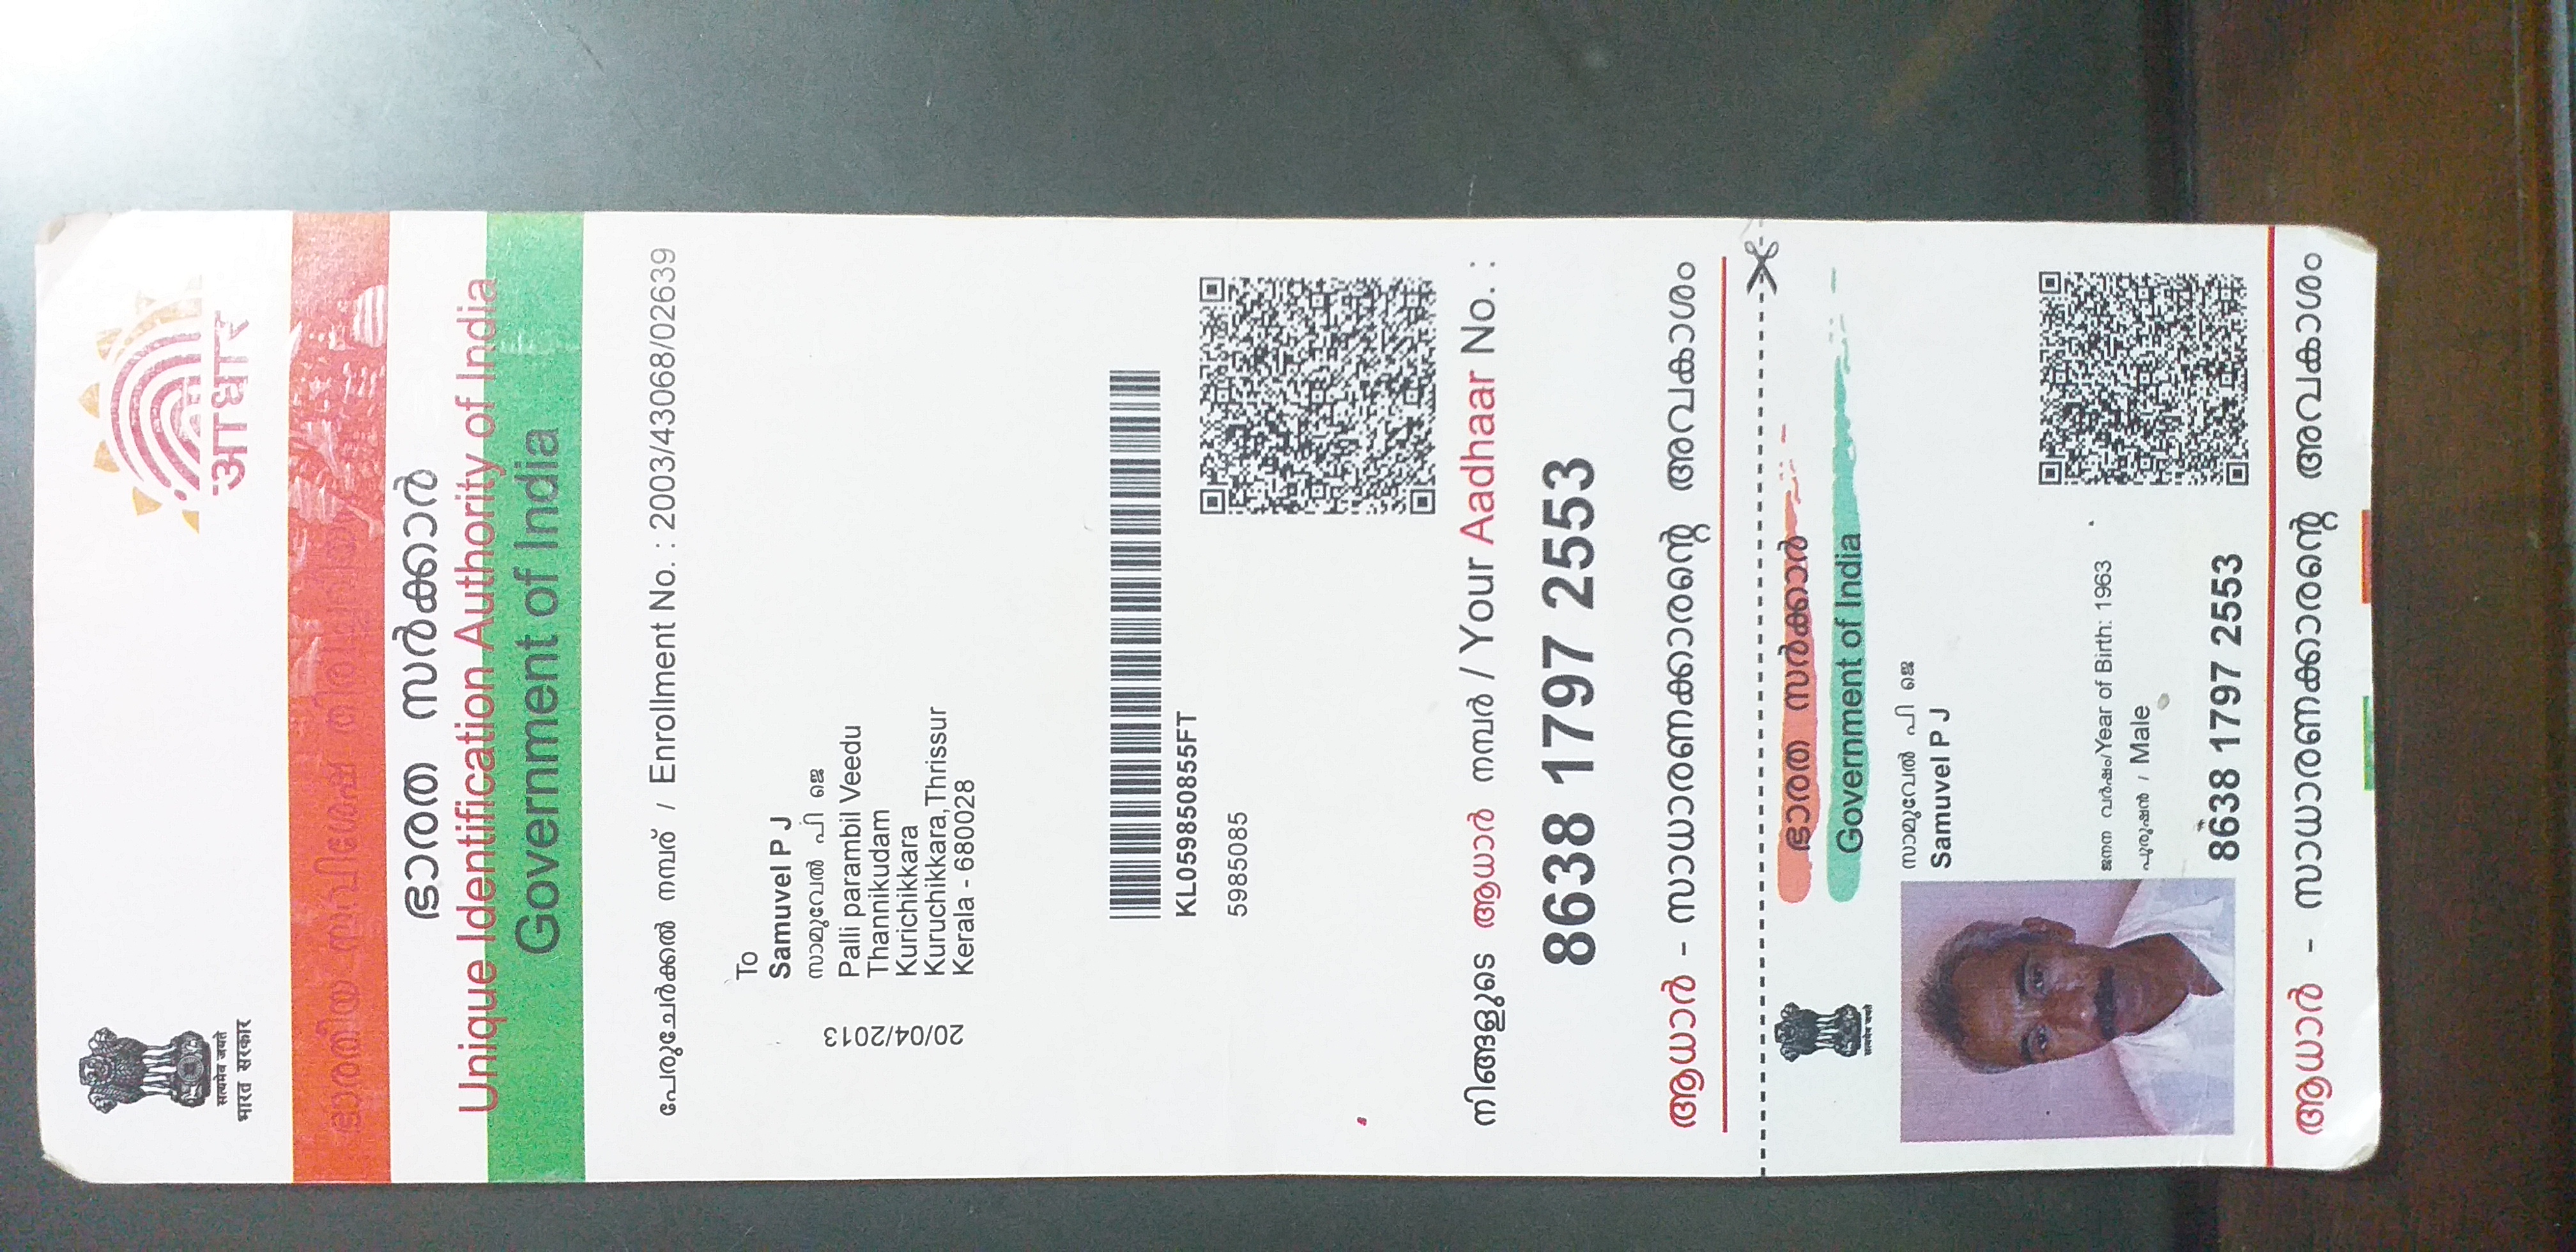 सत्यमेव जयते
भारत सरकार
आधार
ഭാരതീയ സവിശേഷ തിരിച്ചറിയൽ
ഭാരത സർക്കാർ
Unique Identification Authority of India
Government of India
പേരുചേർക്കൽ നമ്പര് / Enrollment No. : 2003/43068/02639
To
Samuvel P J
സാമുവേൽ പി ജെ
Palli parambil Veedu
Thannikudam
Kurichikkara
Kuruchikkara,Thrissur
Kerala - 680028
20/04/2013
KL059850855FT
5985085
നിങ്ങളുടെ ആധാർ നമ്പർ / Your Aadhaar No. :
8638 1797 2553
ആധാർ - സാധാരണക്കാരന്റെ അവകാശം
ഭാരത സർക്കാർ
Government of India
सत्यमेव जयते
സാമുവേൽ പി ജെ
Samuvel P J
ജനന വർഷം/Year of Birth: 1963
പുരുഷൻ / Male
8638 1797 2553
ആധാർ - സാധാരണക്കാരന്റെ അവകാശം